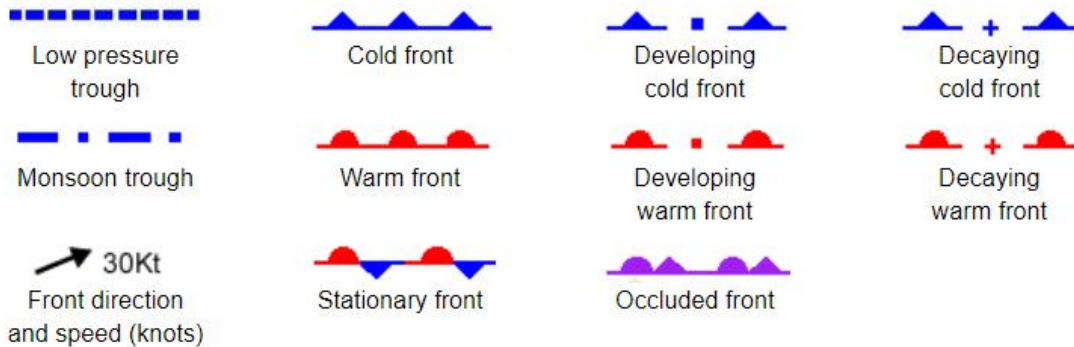 Low pressure
trough
Cold front
Developing
cold front
Decaying
cold front
Monsoon trough
Warm front
Developing
warm front
Decaying
warm front
30Kt
Front direction
and speed (knots)
Stationary front
Occluded front